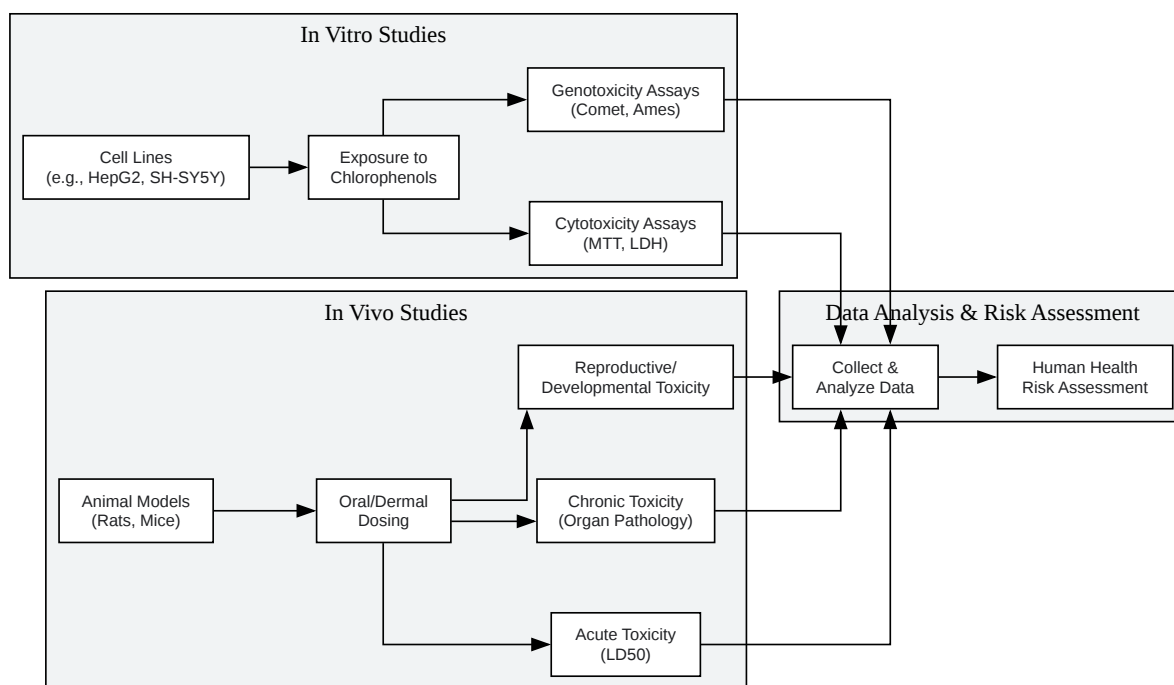 In Vitro Studies
Genotoxicity Assays
(Comet, Ames)
Cell Lines
(e.g., HepG2, SH-SY5Y)
Exposure to
Chlorophenols
Cytotoxicity Assays
(MTT, LDH)
In Vivo Studies
Data Analysis & Risk Assessment
Reproductive/
Developmental Toxicity
Collect &
Analyze Data
Human Health
Risk Assessment
Animal Models
(Rats, Mice)
Oral/Dermal
Dosing
Chronic Toxicity
(Organ Pathology)
Acute Toxicity
(LD50)